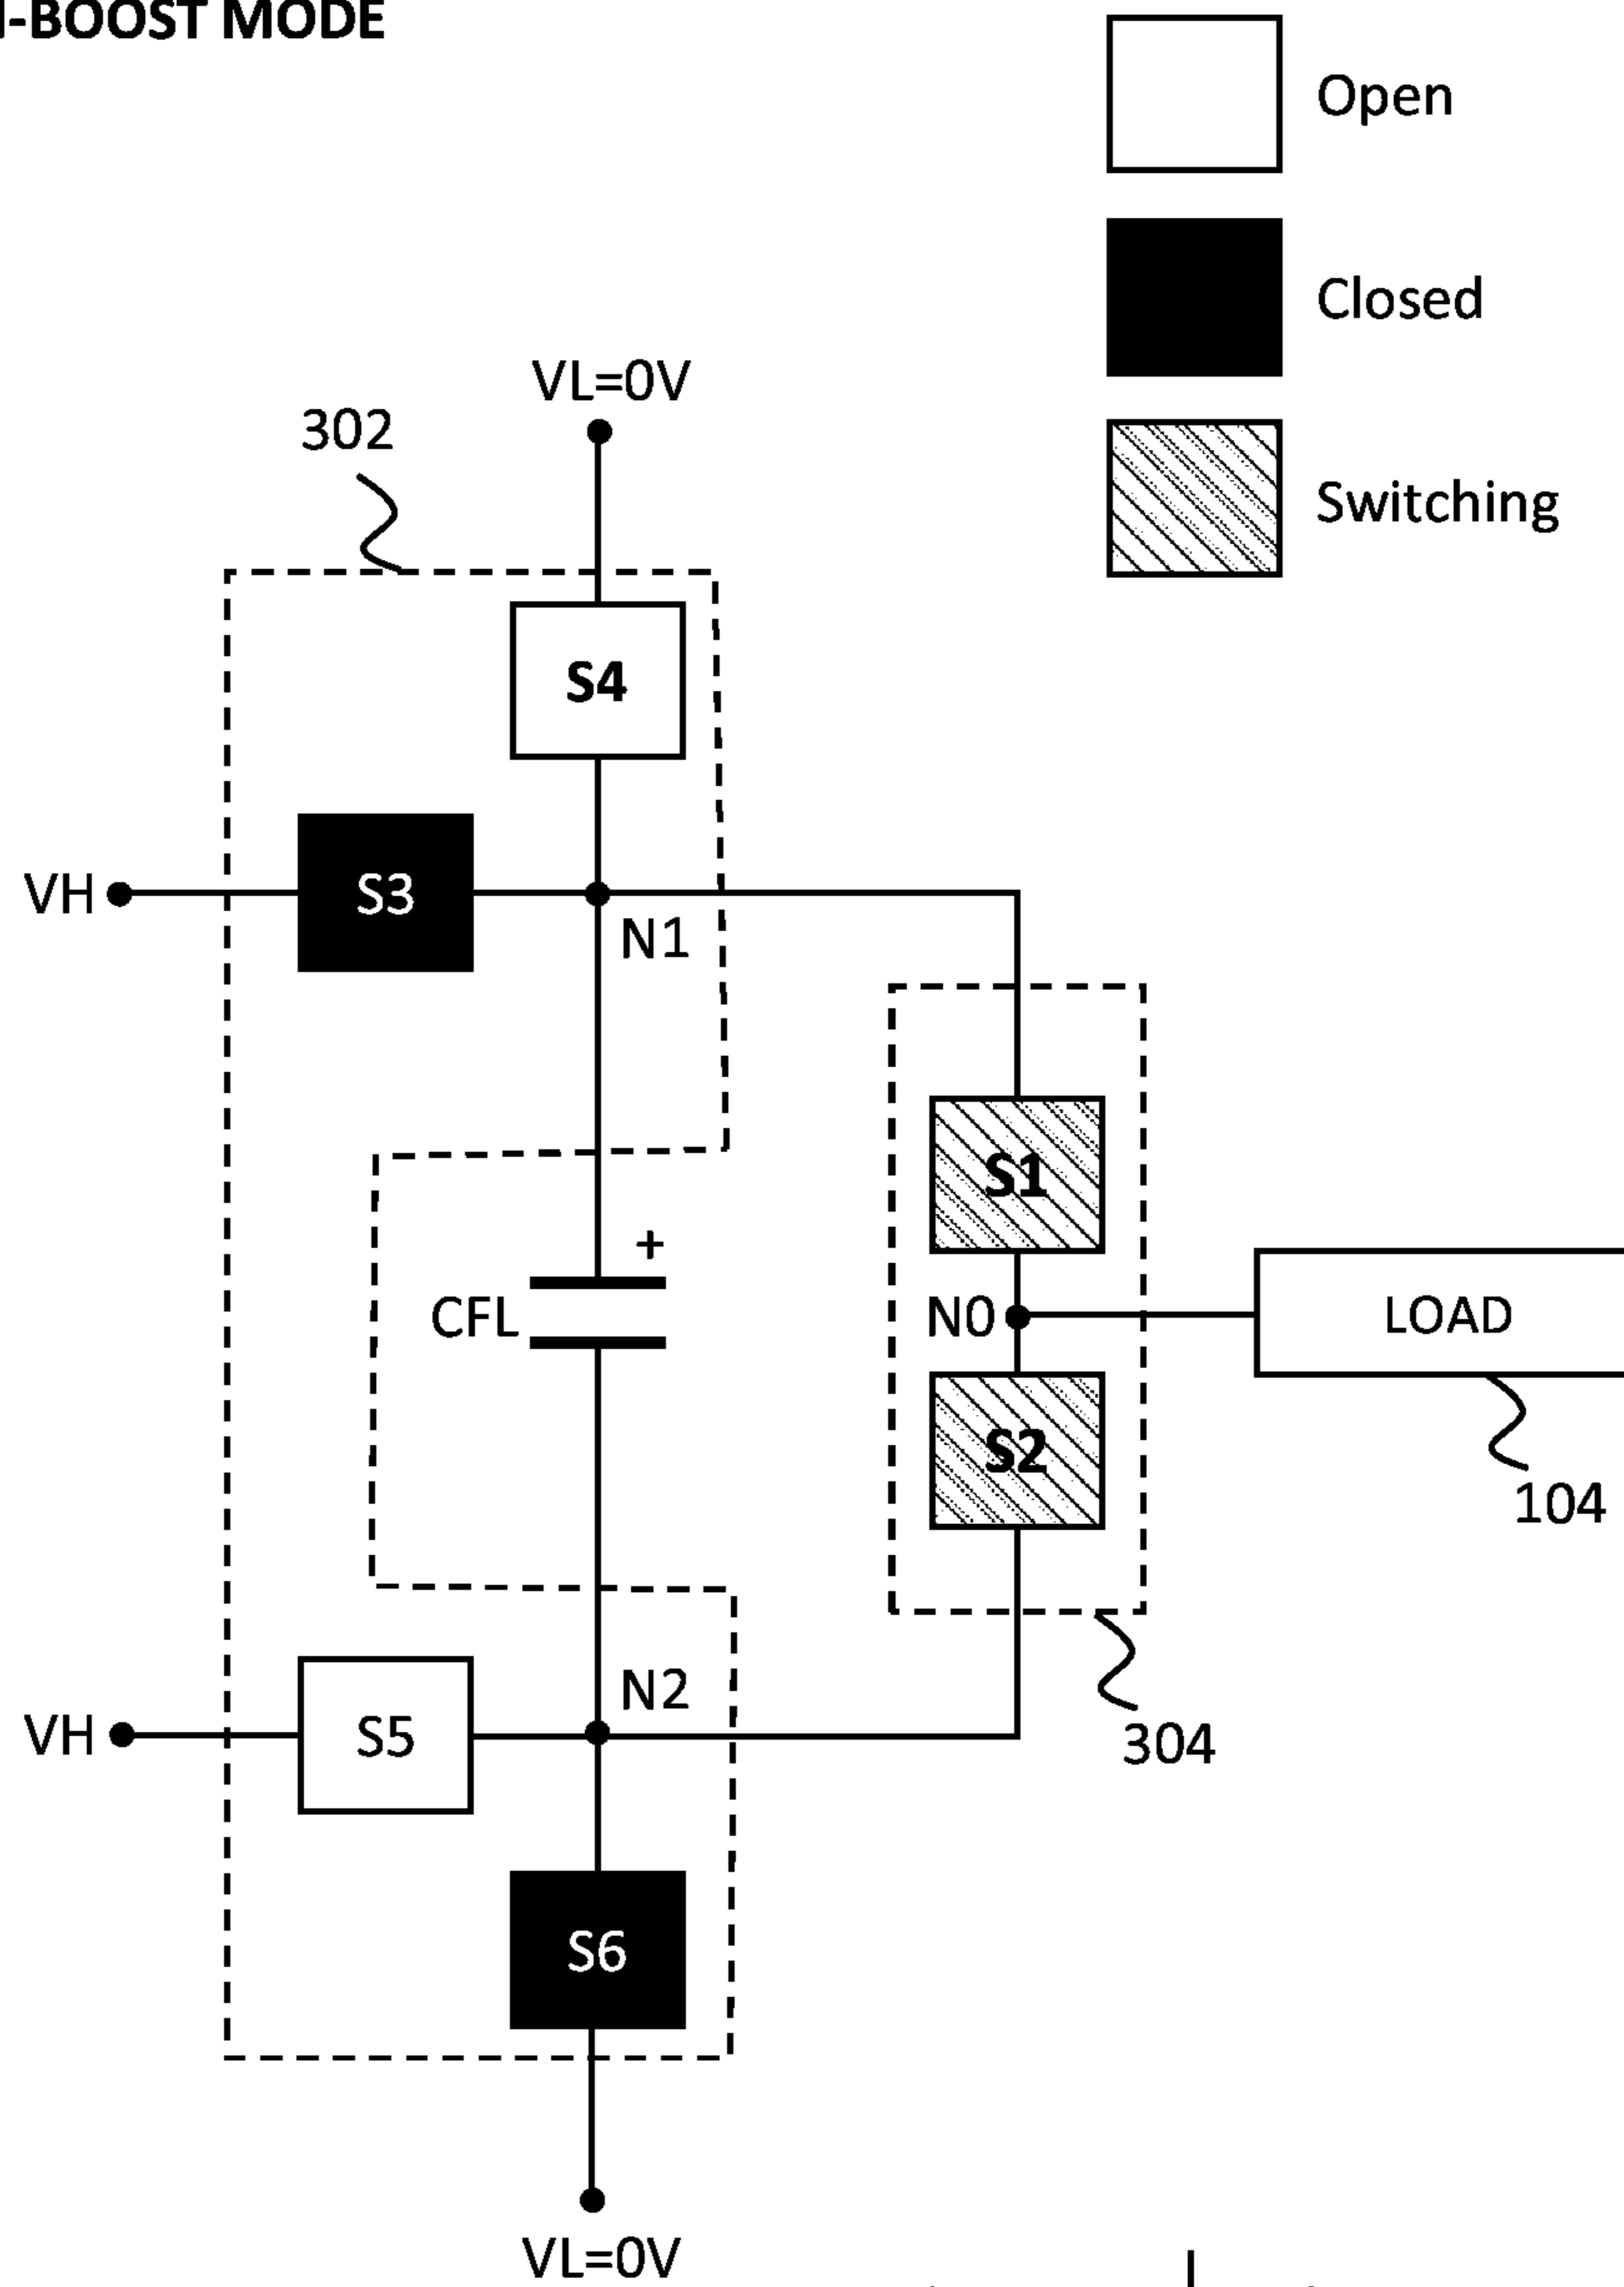 -BOOST MODE
Open
Closed
Switching
VL=0V
302
S4
VH
S3
N1
S1
+
CFL
N0
LOAD
S2
104
N2
VH
S5
304
S6
VL=0V